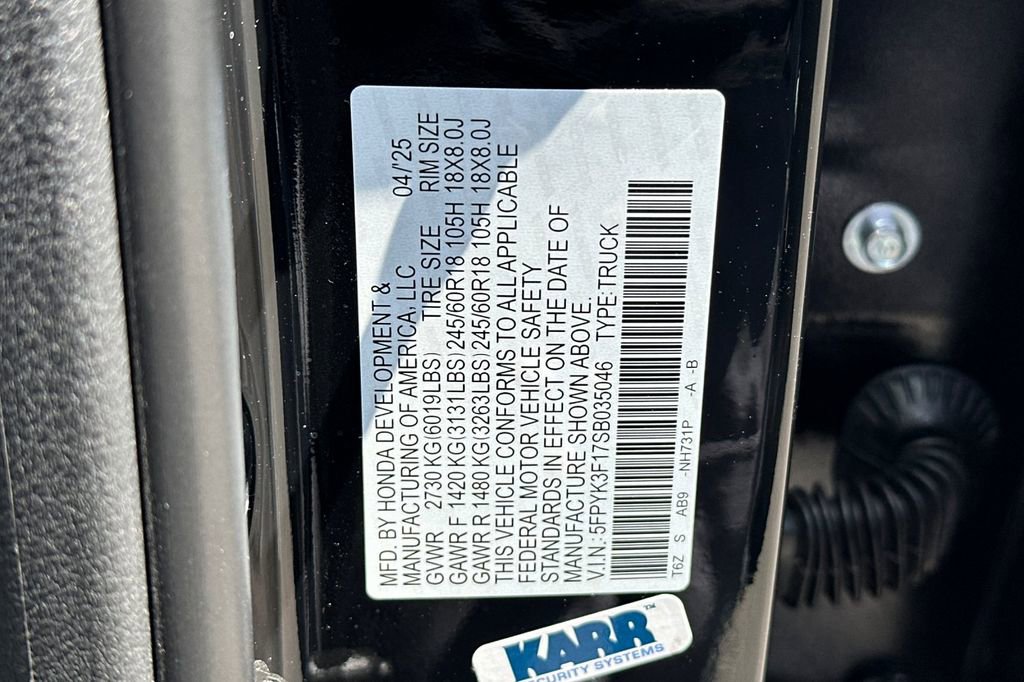 MFD. BY HONDA DEVELOPMENT &
MANUFACTURING OF AMERICA, LLC 04/'25
GVWR 2730 KG(6019LBS) TIRE SIZE RIM SIZE
GAWR F 1420 KG(3131LBS) 245/60R18 105H 18X8.0J
GAWR R 1480 KG(3263LBS) 245/60R18 105H 18X8.0J
THIS VEHICLE CONFORMS TO ALL APPLICABLE
FEDERAL MOTOR VEHICLE SAFETY
STANDARDS IN EFFECT ON THE DATE OF
MANUFACTURE SHOWN ABOVE.
V.I.N.: 5FPYK3F17SB035046 TYPE:TRUCK
T6Z S AB9 -NH731P -A -B
KARR™
SECURITY SYSTEMS